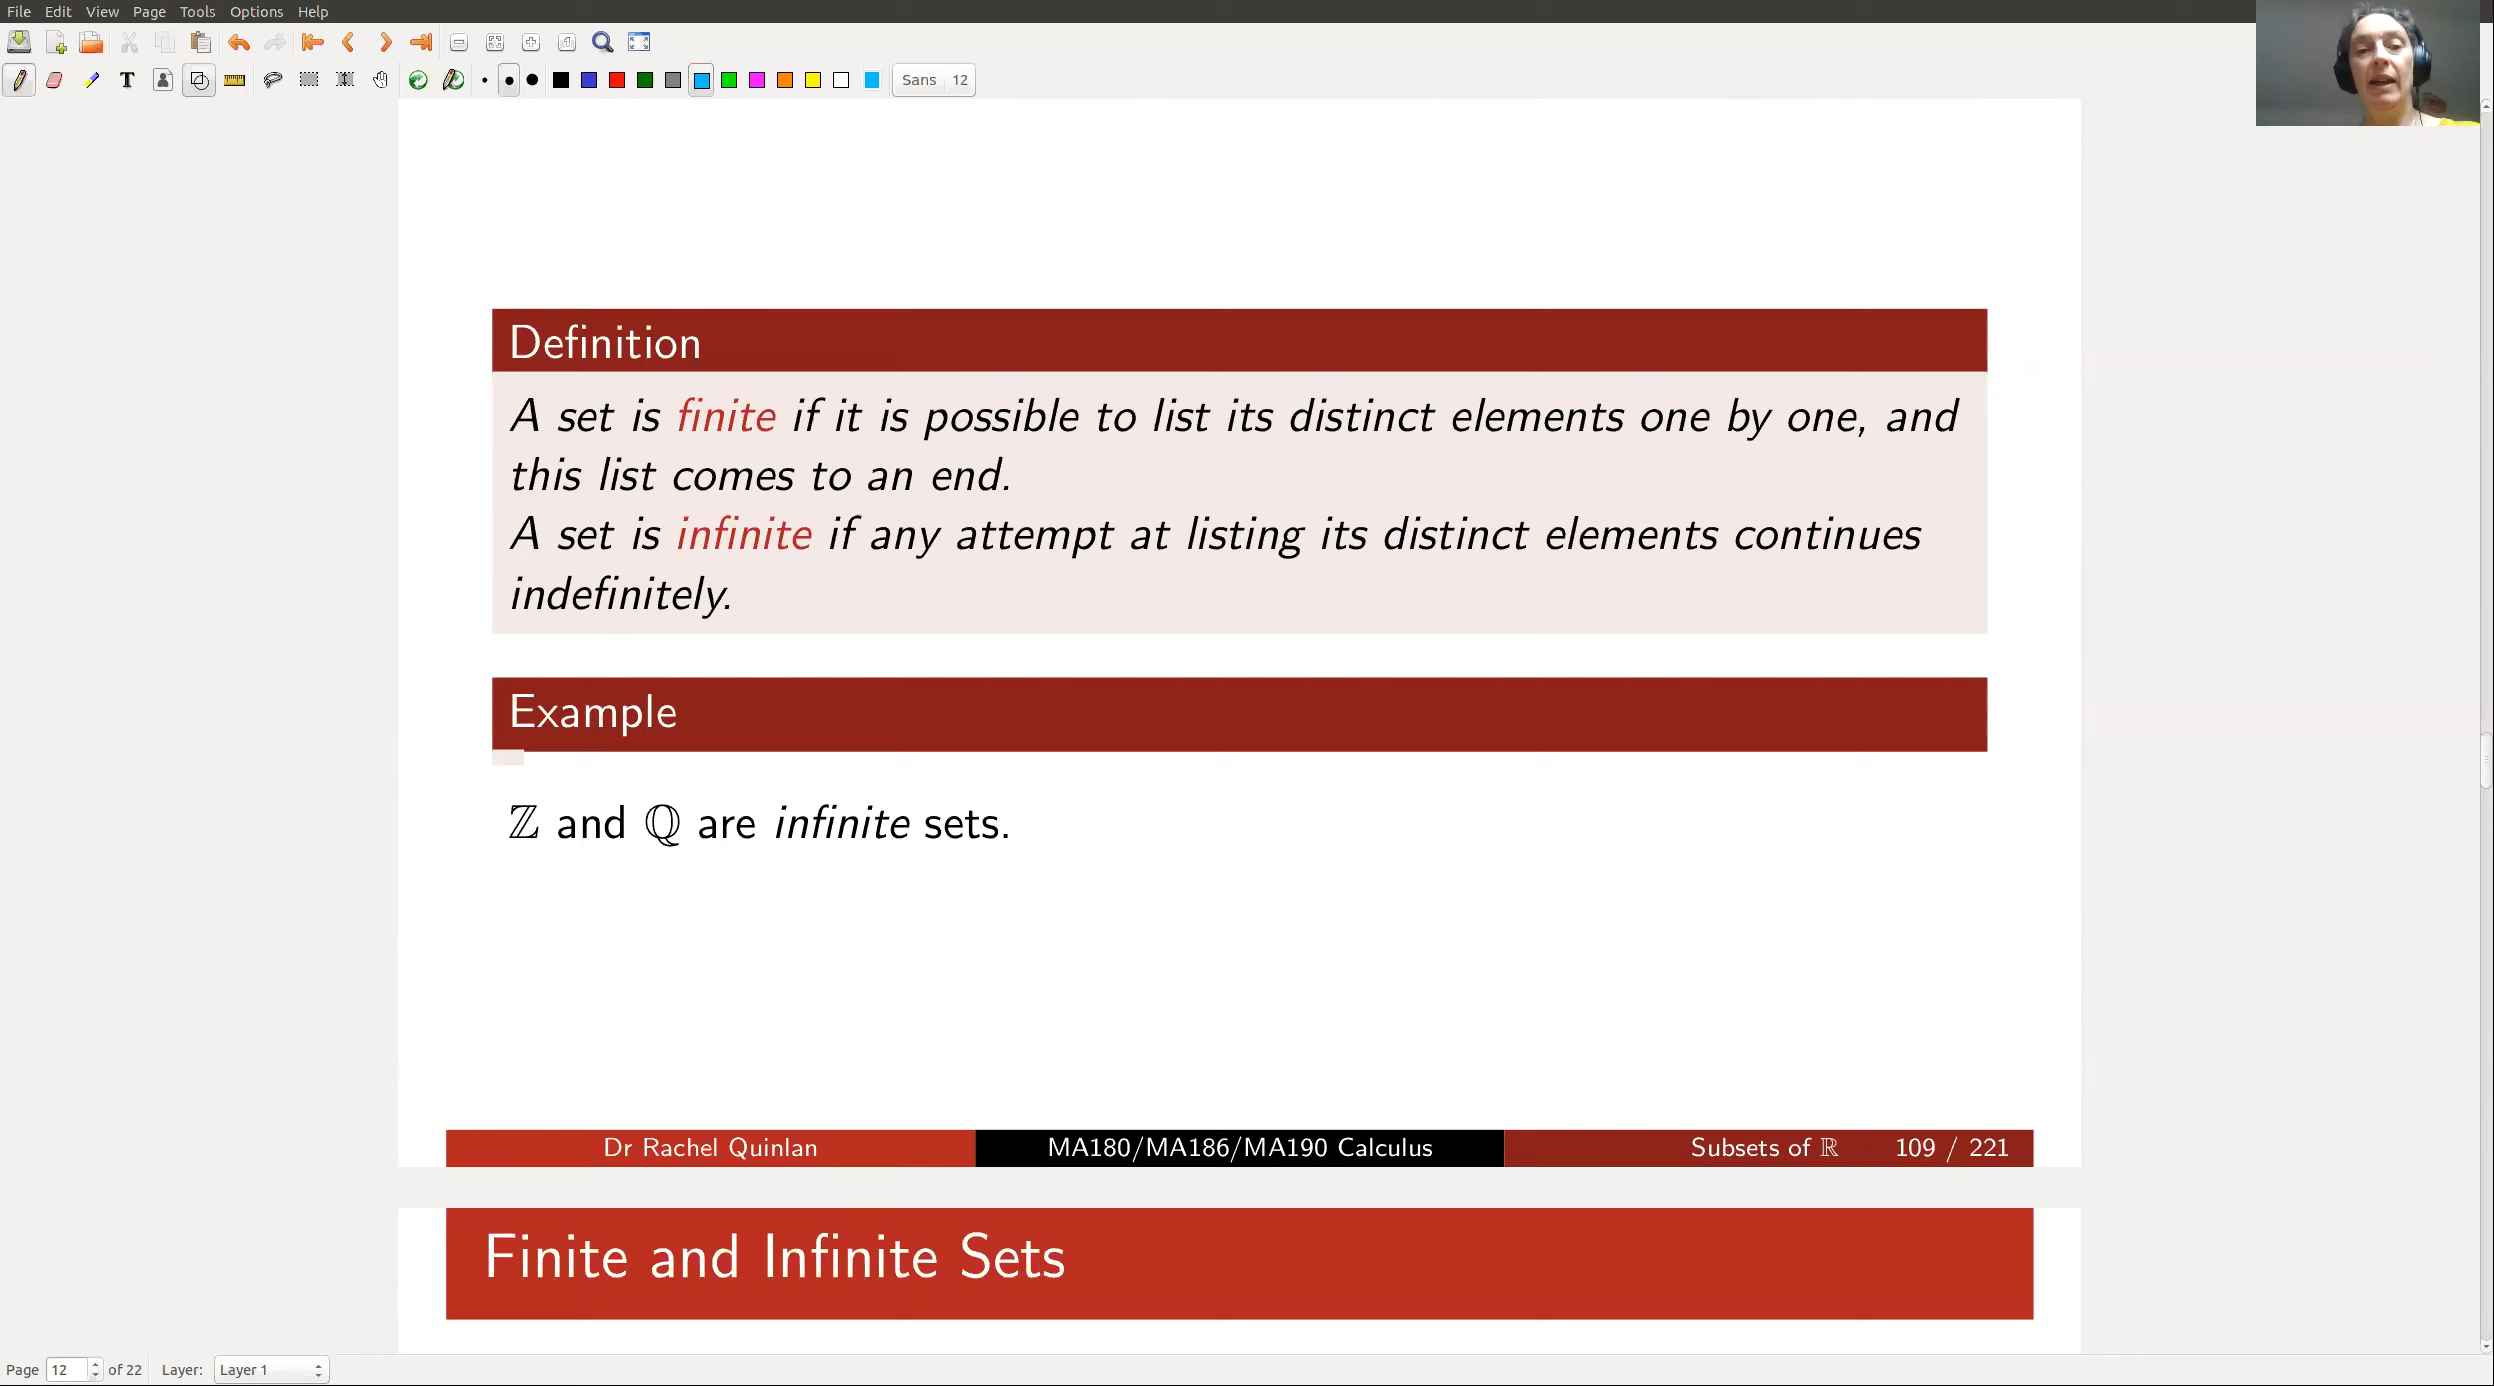 File Edit View Page Tools Options Help
T Sans 12
Definition
A set is finite if it is possible to list its distinct elements one by one, and
this list comes to an end.
A set is infinite if any attempt at listing its distinct elements continues
indefinitely.
Example
ℤ and ℚ are infinite sets.
Dr Rachel Quinlan MA180/MA186/MA190 Calculus Subsets of ℝ 109 / 221
Finite and Infinite Sets
Page 12 of 22 Layer: Layer 1